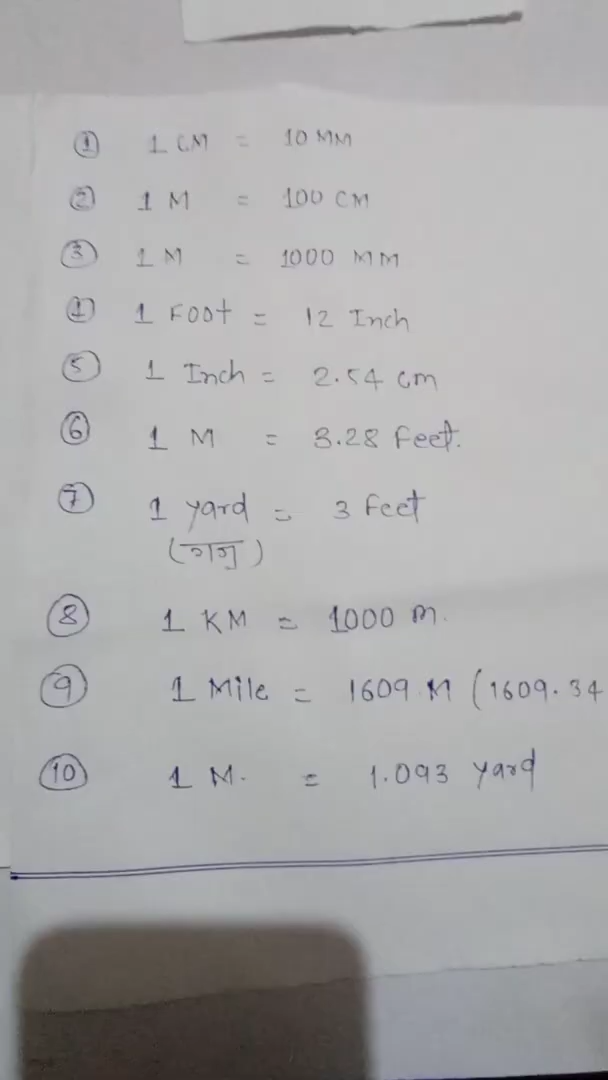 ① 1 CM = 10 MM
② 1 M = 100 CM
③ 1 M = 1000 MM
④ 1 Foot = 12 Inch
⑤ 1 Inch = 2.54 cm
⑥ 1 M = 3.28 Feet.
⑦ 1 Yard = 3 Feet
(গজ)
⑧ 1 KM = 1000 m.
⑨ 1 Mile = 1609 M (1609.34
⑩ 1 M. = 1.093 Yard